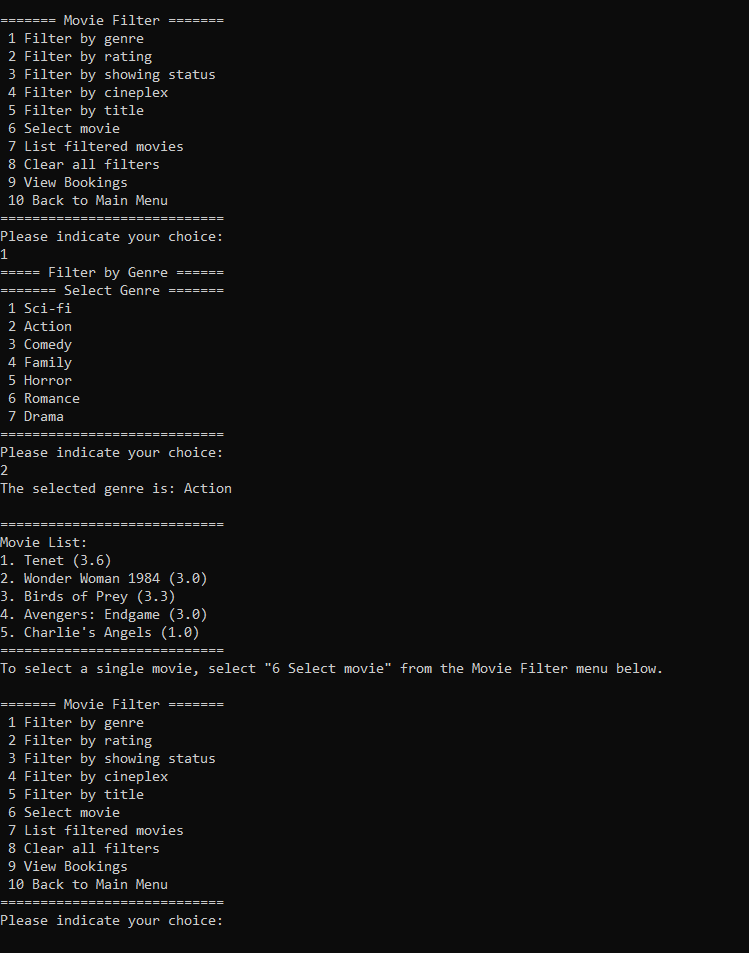 ======= Movie Filter =======
 1 Filter by genre
 2 Filter by rating
 3 Filter by showing status
 4 Filter by cineplex
 5 Filter by title
 6 Select movie
 7 List filtered movies
 8 Clear all filters
 9 View Bookings
 10 Back to Main Menu
============================
Please indicate your choice:
1
===== Filter by Genre ======
======= Select Genre =======
 1 Sci-fi
 2 Action
 3 Comedy
 4 Family
 5 Horror
 6 Romance
 7 Drama
============================
Please indicate your choice:
2
The selected genre is: Action

============================
Movie List:
1. Tenet (3.6)
2. Wonder Woman 1984 (3.0)
3. Birds of Prey (3.3)
4. Avengers: Endgame (3.0)
5. Charlie's Angels (1.0)
============================
To select a single movie, select "6 Select movie" from the Movie Filter menu below.

======= Movie Filter =======
 1 Filter by genre
 2 Filter by rating
 3 Filter by showing status
 4 Filter by cineplex
 5 Filter by title
 6 Select movie
 7 List filtered movies
 8 Clear all filters
 9 View Bookings
 10 Back to Main Menu
============================
Please indicate your choice: